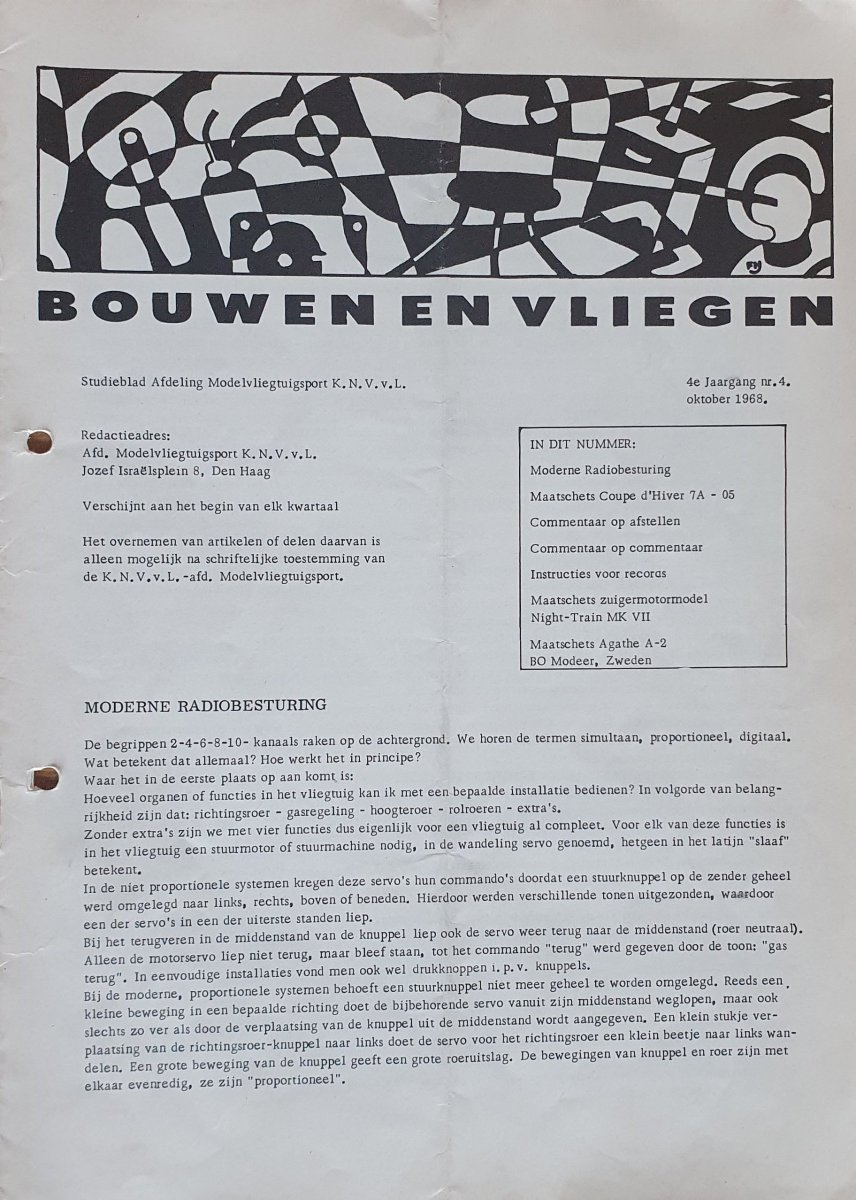 BOUWEN EN VLIEGEN
Studieblad Afdeling Modelvliegtuigsport K.N.V.v.L.
4e Jaargang nr.4.
oktober 1968.
Redactieadres:
Afd. Modelvliegtuigsport K.N.V.v.L.
Jozef Israëlsplein 8, Den Haag
Verschijnt aan het begin van elk kwartaal
Het overnemen van artikelen of delen daarvan is
alleen mogelijk na schriftelijke toestemming van
de K.N.V.v.L.-afd. Modelvliegtuigsport.
IN DIT NUMMER:
Moderne Radiobesturing
Maatschets Coupe d'Hiver 7A - 05
Commentaar op afstellen
Commentaar op commentaar
Instructies voor records
Maatschets zuigermotormodel
Night-Train MK VII
Maatschets Agathe A-2
BO Modeer, Zweden
MODERNE RADIOBESTURING
De begrippen 2-4-6-8-10- kanaals raken op de achtergrond. We horen de termen simultaan, proportioneel, digitaal.
Wat betekent dat allemaal? Hoe werkt het in principe?
Waar het in de eerste plaats op aan komt is:
Hoeveel organen of functies in het vliegtuig kan ik met een bepaalde installatie bedienen? In volgorde van belang-
rijkheid zijn dat: richtingsroer - gasregeling - hoogteroer - rolroeren - extra's.
Zonder extra's zijn we met vier functies dus eigenlijk voor een vliegtuig al compleet. Voor elk van deze functies is
in het vliegtuig een stuurmotor of stuurmachine nodig, in de wandeling servo genoemd, hetgeen in het latijn "slaaf"
betekent.
In de niet proportionele systemen kregen deze servo's hun commando's doordat een stuurknuppel op de zender geheel
werd omgelegd naar links, rechts, boven of beneden. Hierdoor werden verschillende tonen uitgezonden, waardoor
een der servo's in een der uiterste standen liep.
Bij het terugveren in de middenstand van de knuppel liep ook de servo weer terug naar de middenstand (roer neutraal).
Alleen de motorservo liep niet terug, maar bleef staan, tot het commando "terug" werd gegeven door de toon: "gas
terug". In eenvoudige installaties vond men ook wel drukknoppen i.p.v. knuppels.
Bij de moderne, proportionele systemen behoeft een stuurknuppel niet meer geheel te worden omgelegd. Reeds een
kleine beweging in een bepaalde richting doet de bijbehorende servo vanuit zijn middenstand weglopen, maar ook
slechts zo ver als door de verplaatsing van de knuppel uit de middenstand wordt aangegeven. Een klein stukje ver-
plaatsing van de richtingsroer-knuppel naar links doet de servo voor het richtingsroer een klein beetje naar links wan-
delen. Een grote beweging van de knuppel geeft een grote roeruitslag. De bewegingen van knuppel en roer zijn met
elkaar evenredig, ze zijn "proportioneel".